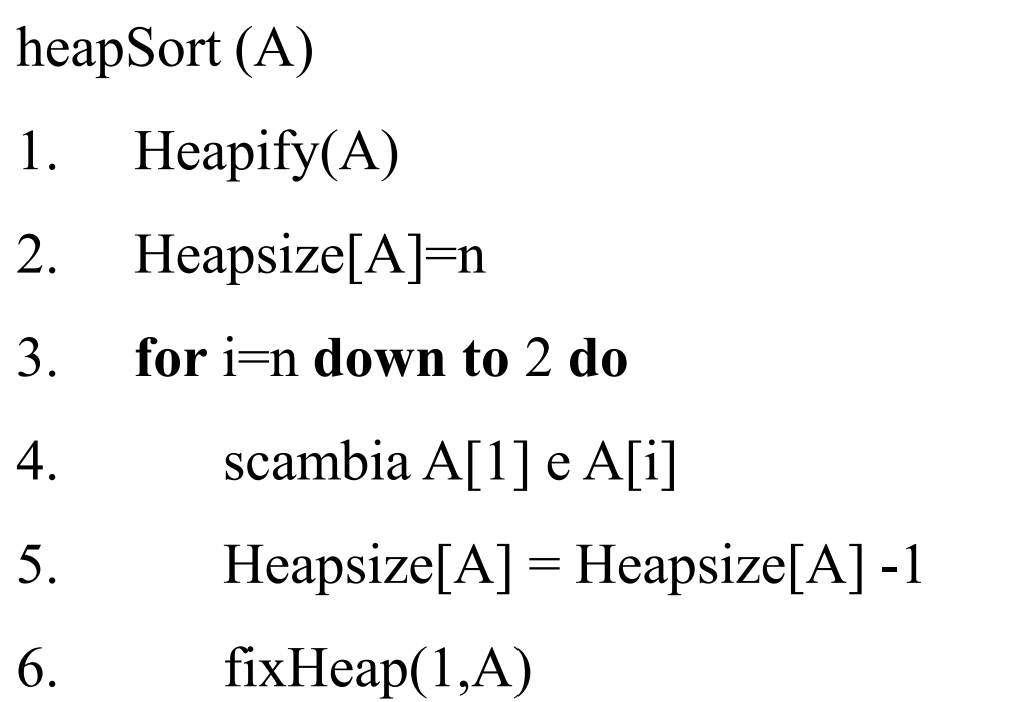 heapSort (A)
1. Heapify(A)
2. Heapsize[A]=n
3. for i=n down to 2 do
4. scambia A[1] e A[i]
5. Heapsize[A] = Heapsize[A] -1
6. fixHeap(1,A)